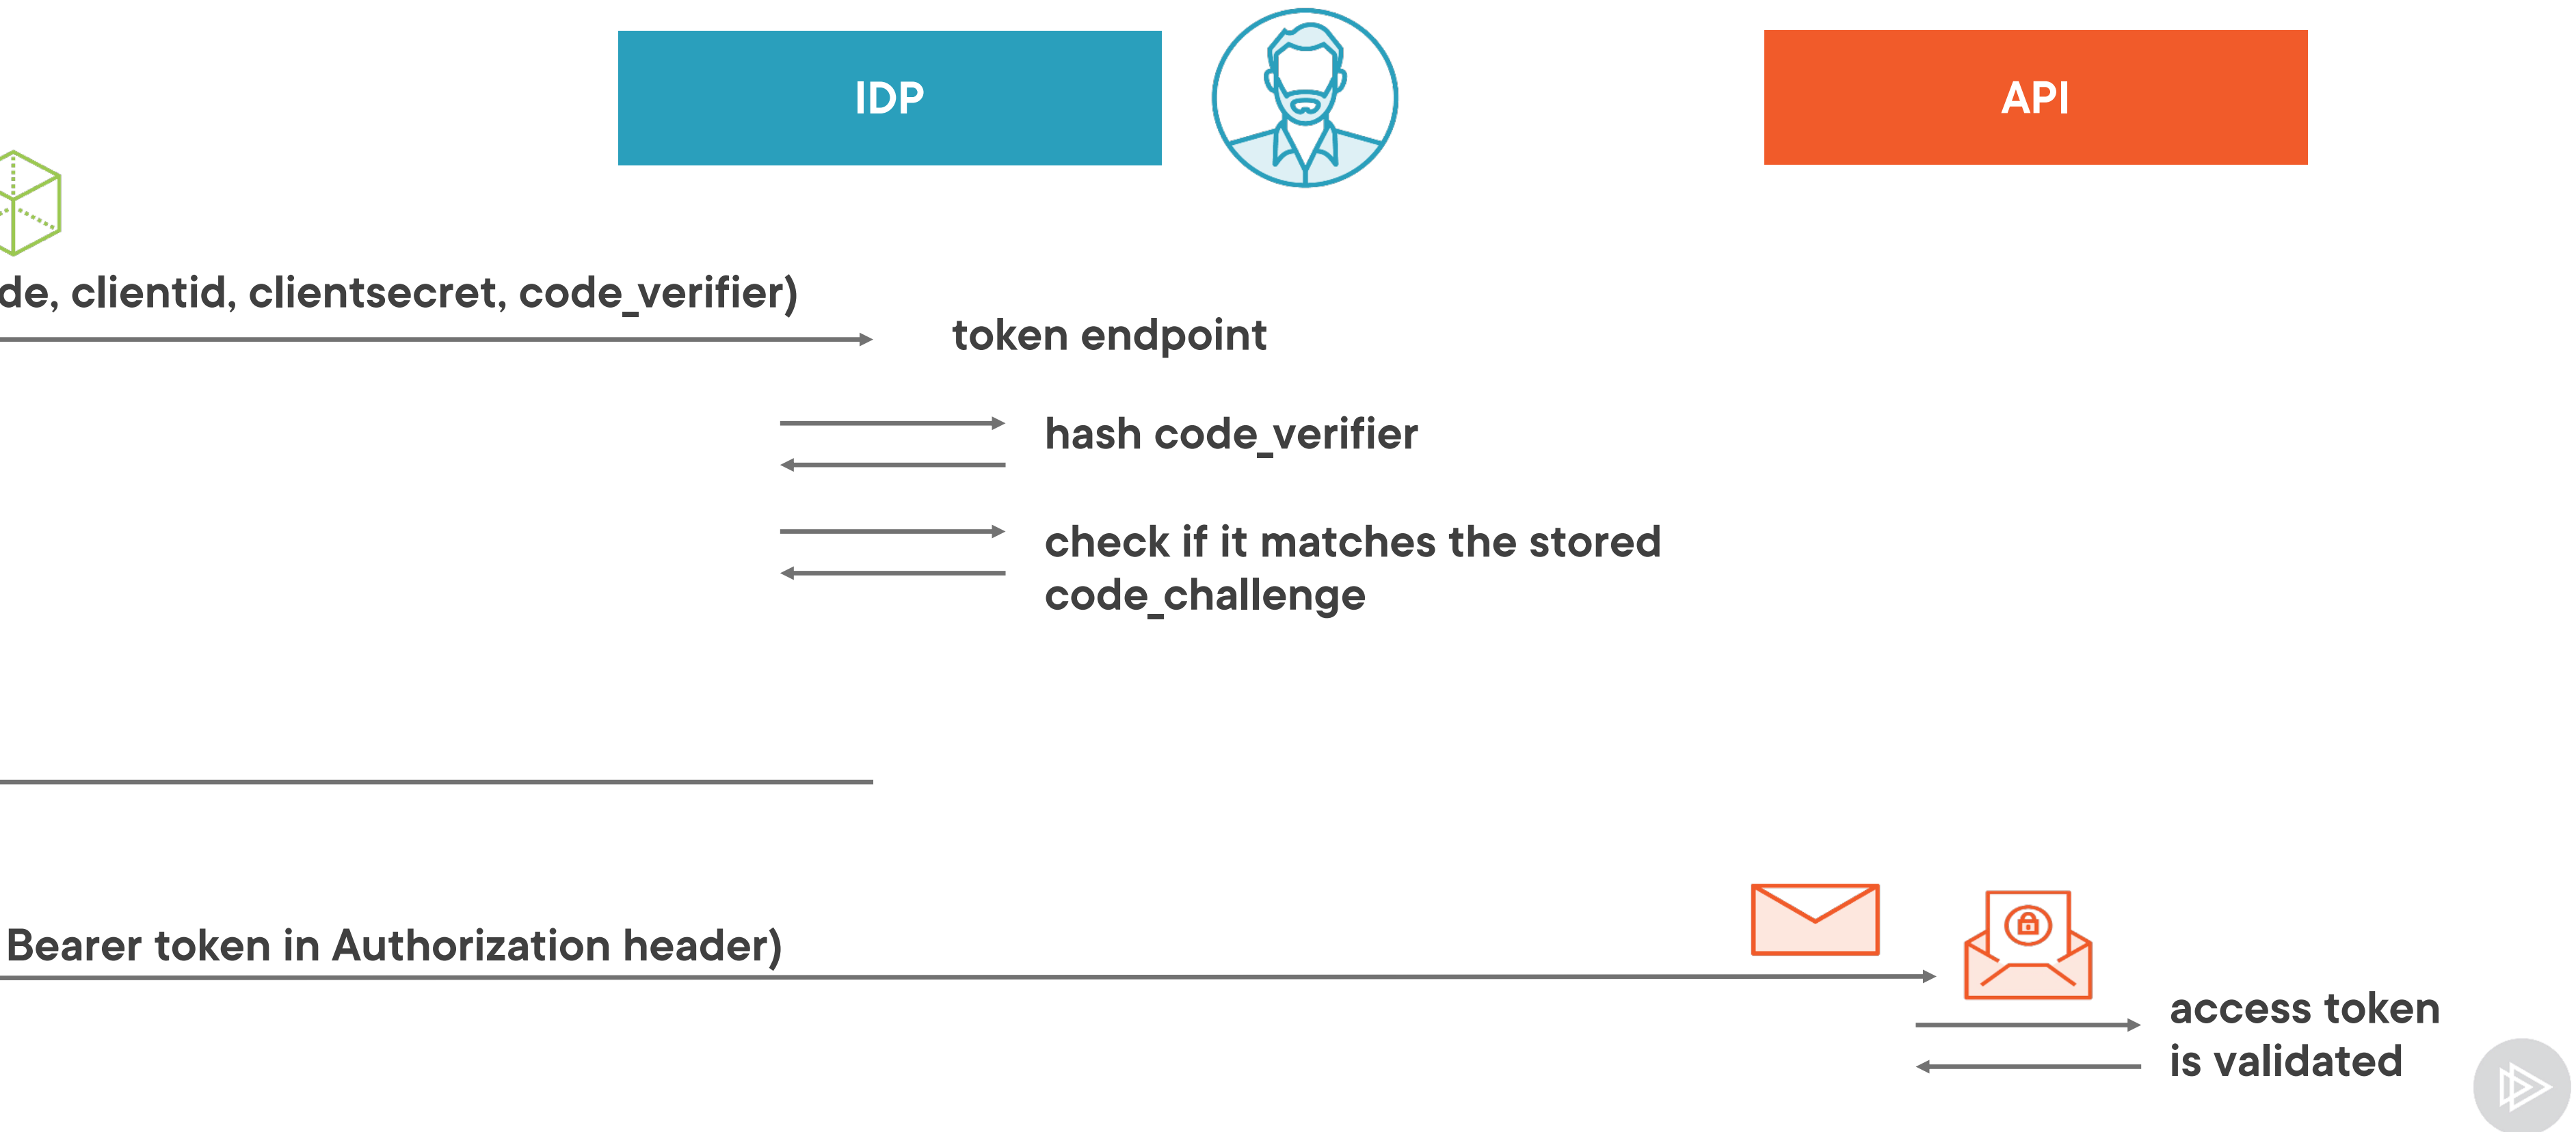 IDP
API
de, clientid, clientsecret, code_verifier)
token endpoint
hash code_verifier
check if it matches the stored
code_challenge
Bearer token in Authorization header)
access token
is validated